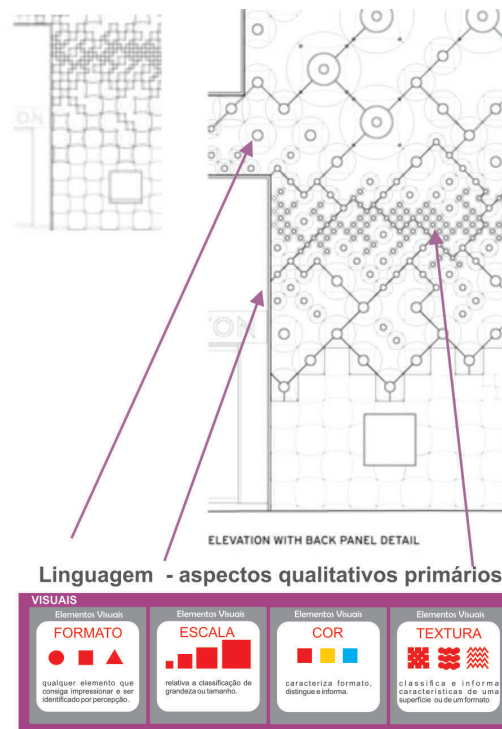 ON
ON
ELEVATION WITH BACK PANEL DETAIL
Linguagem - aspectos qualitativos primários
VISUAIS
Elementos Visuais
FORMATO
qualquer elemento que
consiga impressionar e ser
identificado por percepção.
Elementos Visuais
ESCALA
relativa a classificação de
grandeza ou tamanho.
Elementos Visuais
COR
caracteriza formato,
distingue e informa.
Elementos Visuais
TEXTURA
classifica e informa
características de uma
superfície ou de um formato